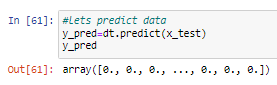 In [61]: #Lets predict data
y_pred=dt.predict(x_test)
y_pred
Out[61]: array([0., 0., 0., ..., 0., 0., 0.])